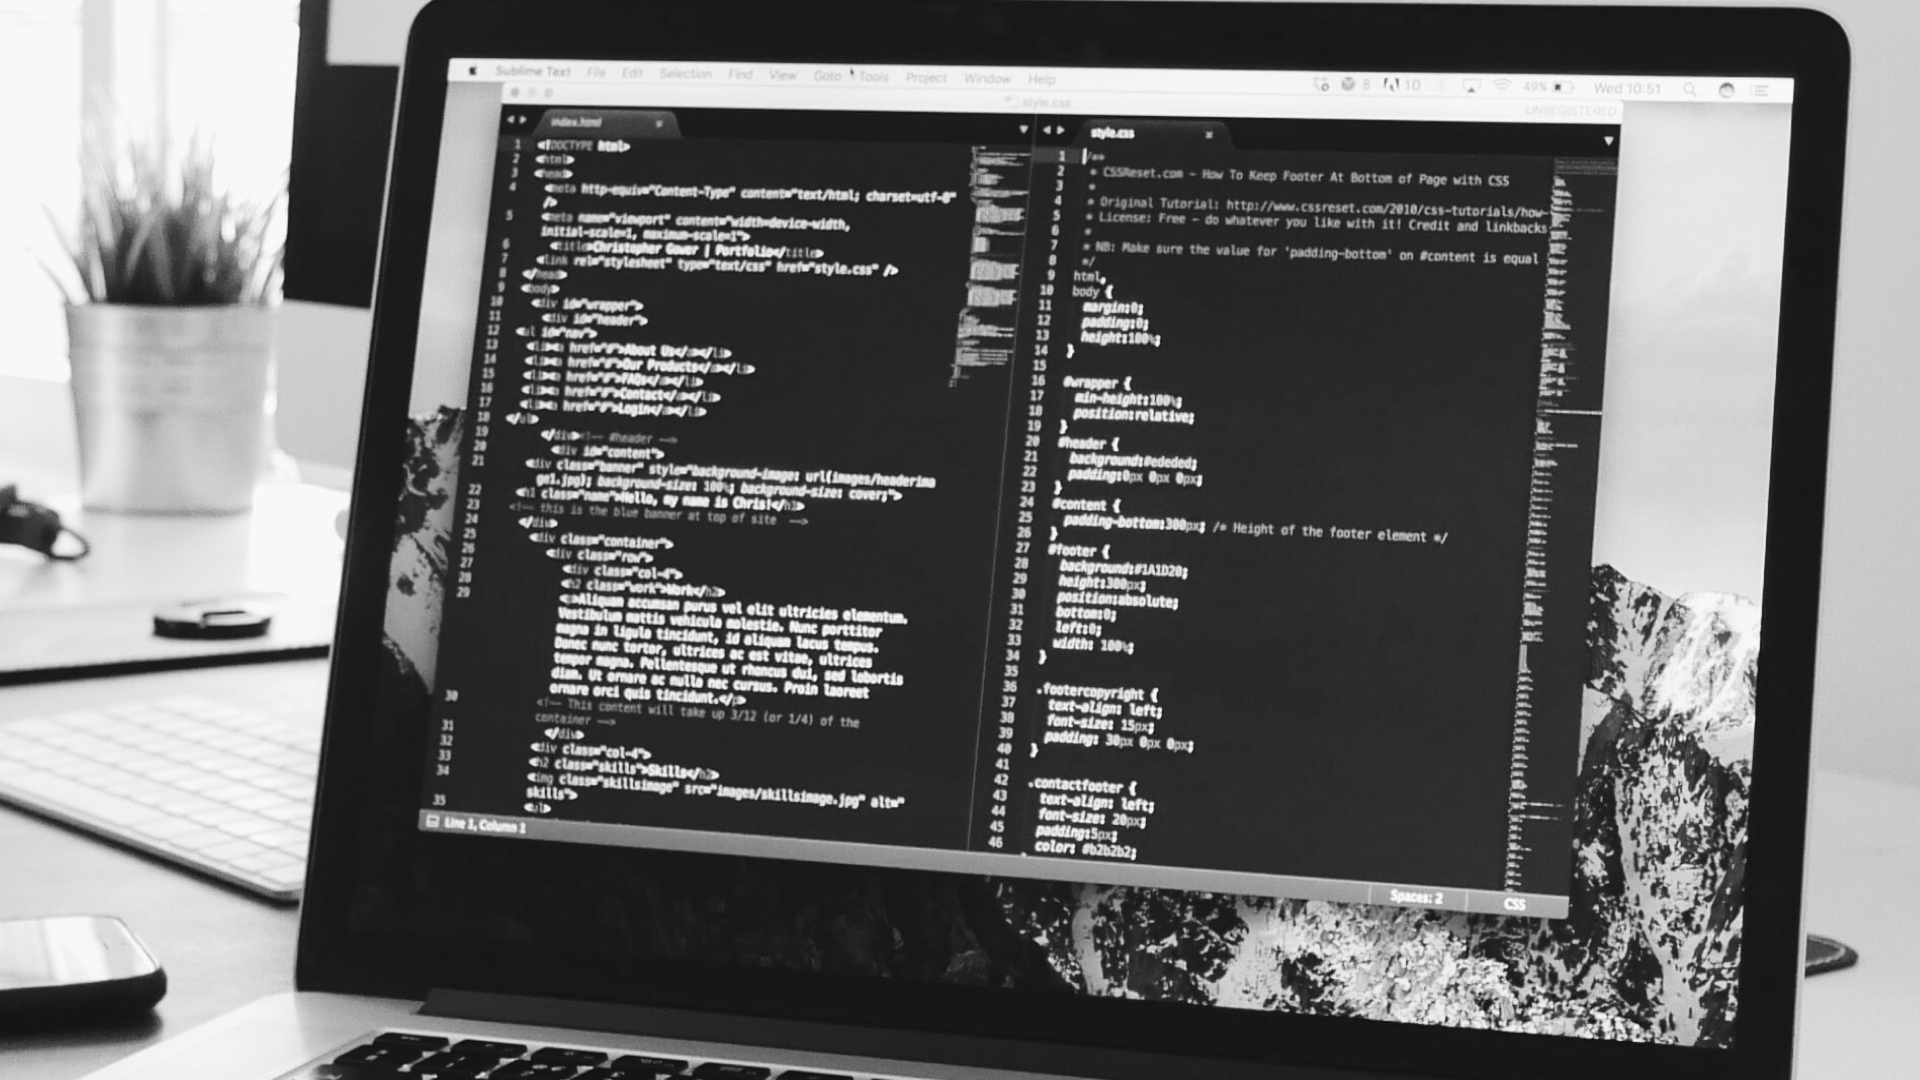 Sublime Text File Edit Selection Find View Goto Tools Project Window Help 8 10 49% Wed 10:51
style.css
UNREGISTERED
index.html
1 <!DOCTYPE html>
2 <html>
3 <head>
4 <meta http-equiv="Content-Type" content="text/html; charset=utf-8"
/>
5 <meta name="viewport" content="width=device-width,
initial-scale=1, maximum-scale=1">
6 <title>Christopher Gower | Portfolio</title>
7 <link rel="stylesheet" type="text/css" href="style.css" />
8 </head>
9 <body>
10 <div id="wrapper">
11 <div id="header">
12 <ul id="nav">
13 <li><a href="#">About Us</a></li>
14 <li><a href="#">Our Products</a></li>
15 <li><a href="#">FAQs</a></li>
16 <li><a href="#">Contact</a></li>
17 <li><a href="#">Login</a></li>
18 </ul>
19 </div><!-- #header -->
20 <div id="content">
21 <div class="banner" style="background-image: url(images/headerima
ge1.jpg); background-size: 100%; background-size: cover;">
22 <h1 class="name">Hello, my name is Chris!</h1>
23 <!-- this is the blue banner at top of site -->
24 </div>
25 <div class="container">
26 <div class="row">
27 <div class="col-4">
28 <h2 class="work">Work</h2>
29 <p>Aliquam accumsan purus vel elit ultricies elementum.
Vestibulum mattis vehicula molestie. Nunc porttitor
magna in ligula tincidunt, id aliquam lacus tempus.
Donec nunc tortor, ultrices ac est vitae, ultrices
tempor magna. Pellentesque ut rhoncus dui, sed lobortis
diam. Ut ornare ac nulla nec cursus. Proin laoreet
ornare orci quis tincidunt.</p>
30 <!-- This content will take up 3/12 (or 1/4) of the
container -->
31 </div>
32 <div class="col-4">
33 <h2 class="skills">Skills</h2>
34 <img class="skillsimage" src="images/skillsimage.jpg" alt="
skills">
35 <ul>
Line 1, Column 1
style.css
1 /**
2 * CSSReset.com - How To Keep Footer At Bottom of Page with CSS
3 *
4 * Original Tutorial: http://www.cssreset.com/2010/css-tutorials/how-
5 * License: Free - do whatever you like with it! Credit and linkbacks
6 *
7 * NB: Make sure the value for 'padding-bottom' on #content is equal
8 */
9 html,
10 body {
11 margin:0;
12 padding:0;
13 height:100%;
14 }
15
16 #wrapper {
17 min-height:100%;
18 position:relative;
19 }
20 #header {
21 background:#ededed;
22 padding:0px 0px 0px;
23 }
24 #content {
25 padding-bottom:300px; /* Height of the footer element */
26 }
27 #footer {
28 background:#1A1D20;
29 height:300px;
30 position:absolute;
31 bottom:0;
32 left:0;
33 width: 100%;
34 }
35
36 .footercopyright {
37 text-align: left;
38 font-size: 15px;
39 padding: 30px 0px 0px;
40 }
41
42 .contactfooter {
43 text-align: left;
44 font-size: 20px;
45 padding:5px;
46 color: #b2b2b2;
Spaces: 2 CSS